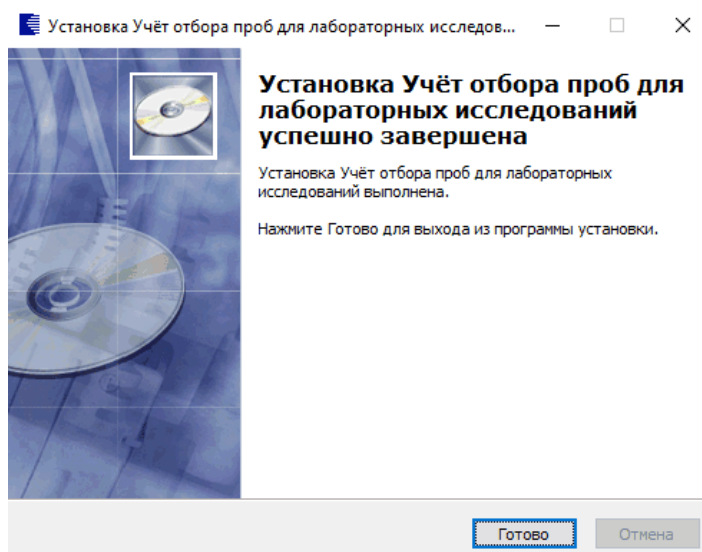 Установка Учёт отбора проб для лабораторных исследов...
Установка Учёт отбора проб для
лабораторных исследований
успешно завершена
Установка Учёт отбора проб для лабораторных
исследований выполнена.
Нажмите Готово для выхода из программы установки.
Готово
Отмена